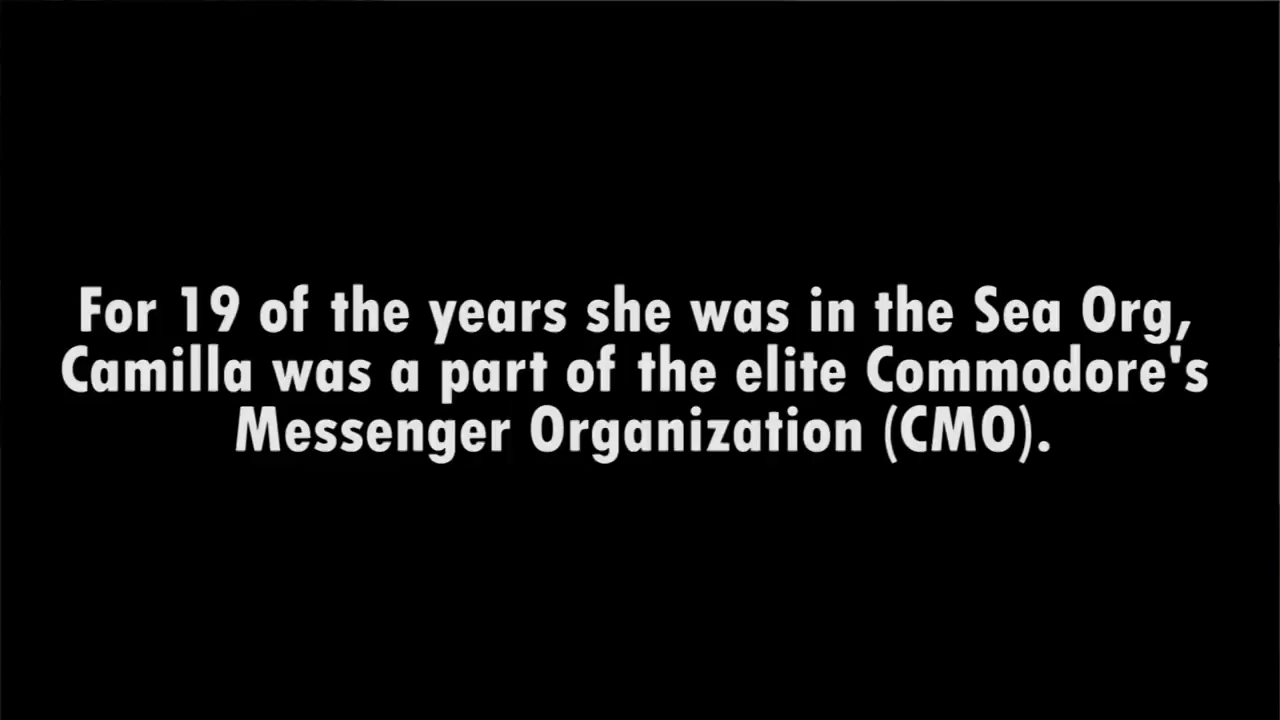 For 19 of the years she was in the Sea Org,
Camilla was a part of the elite Commodore's
Messenger Organization (CMO).